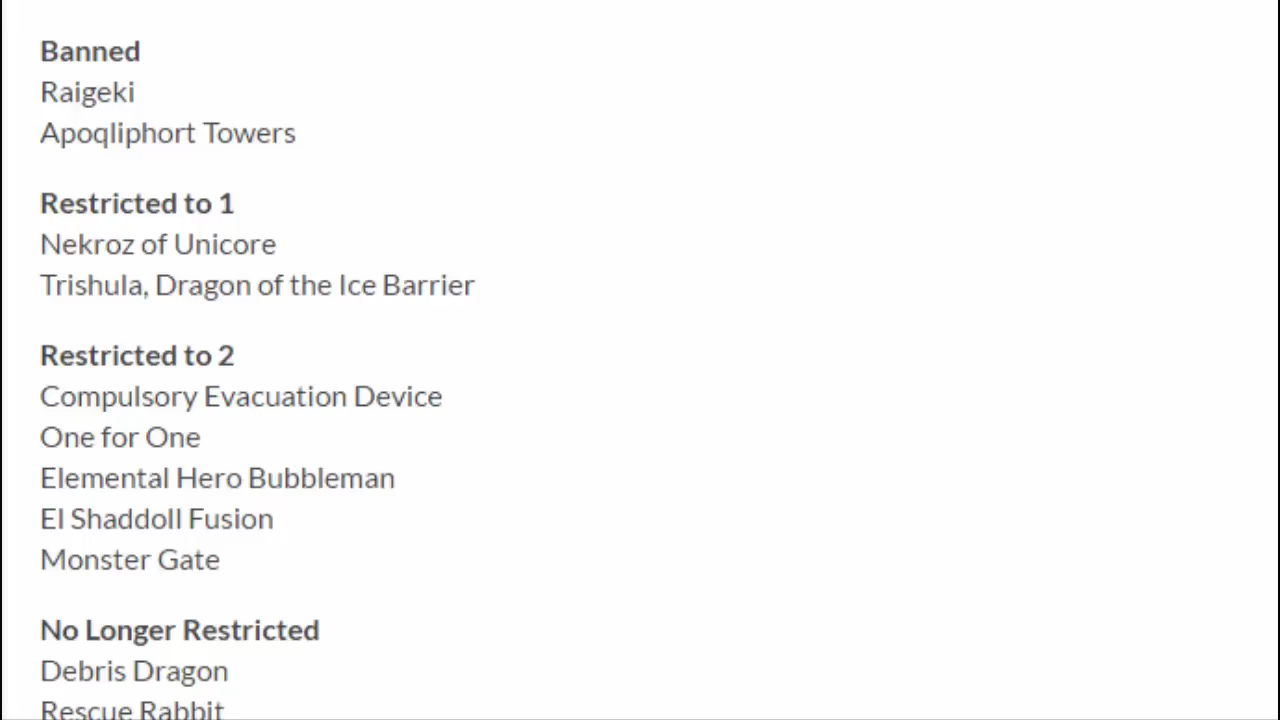 Banned
Raigeki
Apoqliphort Towers
Restricted to 1
Nekroz of Unicore
Trishula, Dragon of the Ice Barrier
Restricted to 2
Compulsory Evacuation Device
One for One
Elemental Hero Bubbleman
El Shaddoll Fusion
Monster Gate
No Longer Restricted
Debris Dragon
Rescue Rabbit